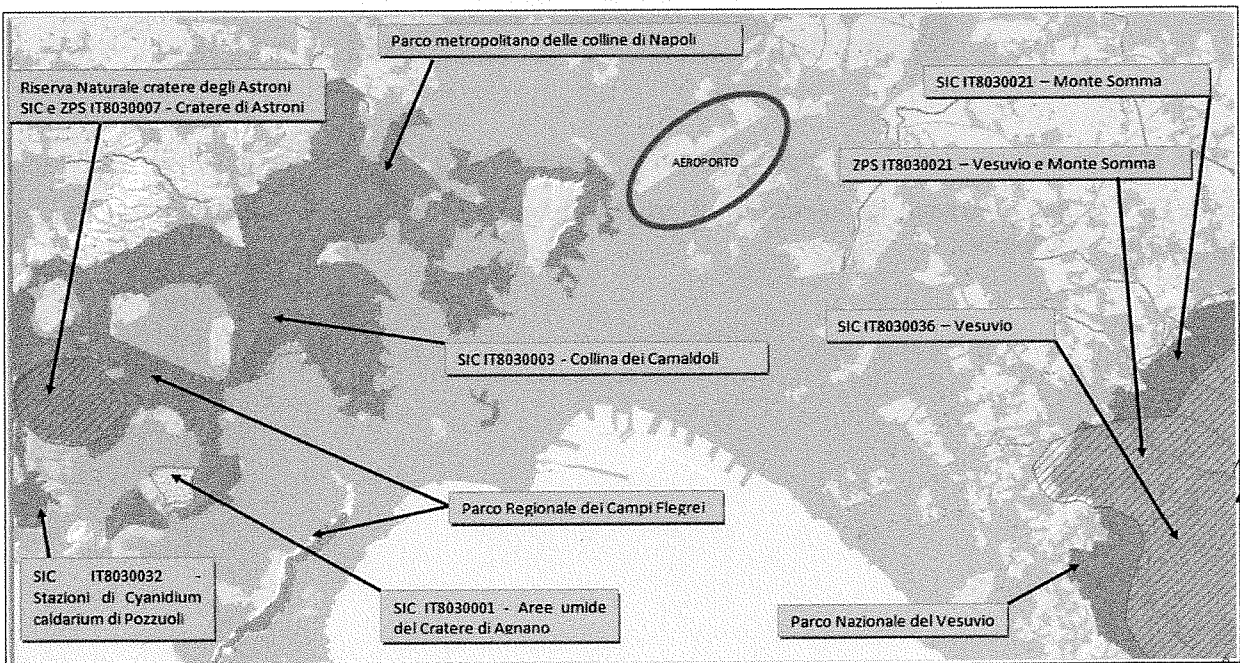 Parco metropolitano delle colline di Napoli
Riserva Naturale cratere degli Astroni
SIC e ZPS IT8030007 - Cratere di Astroni
SIC IT8030021 – Monte Somma
AEROPORTO
ZPS IT8030021 – Vesuvio e Monte Somma
SIC IT8030036 – Vesuvio
SIC IT8030003 - Collina dei Camaldoli
Parco Regionale dei Campi Flegrei
SIC IT8030032 -
Stazioni di Cyanidium
caldarium di Pozzuoli
SIC IT8030001 - Aree umide
del Cratere di Agnano
Parco Nazionale del Vesuvio